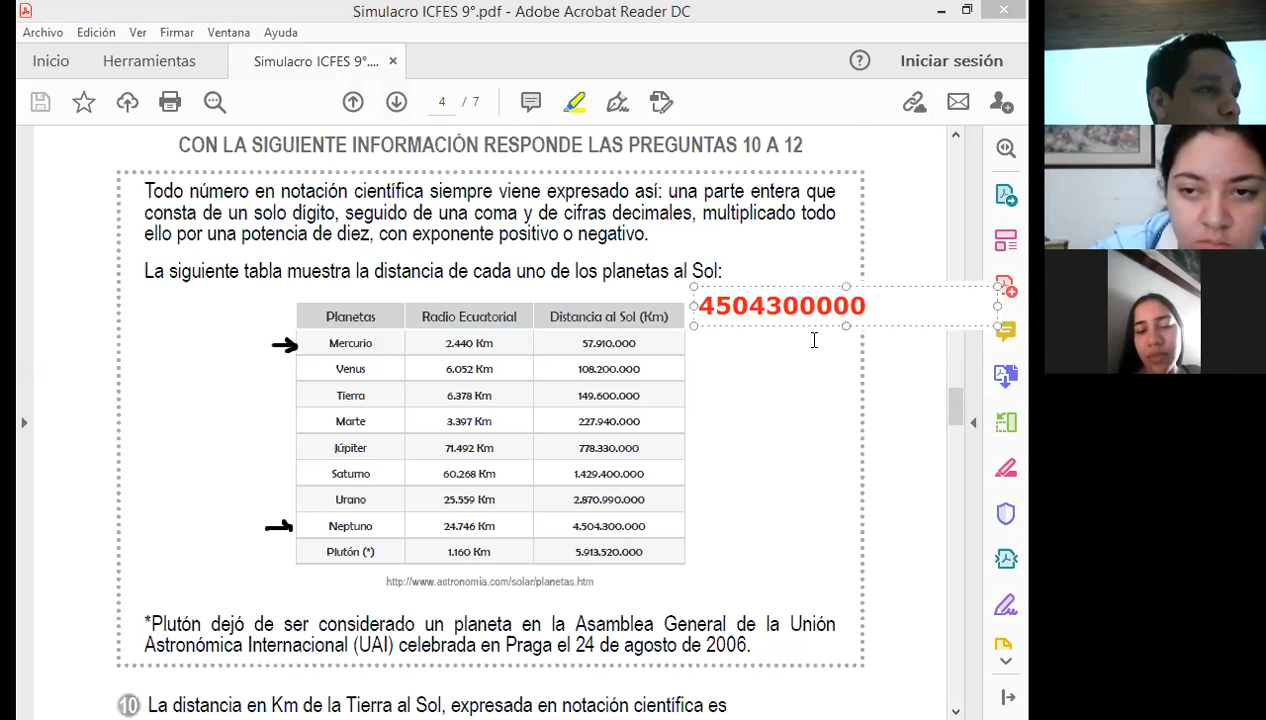 Simulacro ICFES 9°.pdf - Adobe Acrobat Reader DC
Archivo Edición Ver Firmar Ventana Ayuda
Inicio Herramientas Simulacro ICFES 9°.... × Iniciar sesión
4 / 7
CON LA SIGUIENTE INFORMACIÓN RESPONDE LAS PREGUNTAS 10 A 12
Todo número en notación científica siempre viene expresado así: una parte entera que
consta de un solo dígito, seguido de una coma y de cifras decimales, multiplicado todo
ello por una potencia de diez, con exponente positivo o negativo.
La siguiente tabla muestra la distancia de cada uno de los planetas al Sol:
4504300000
Planetas Radio Ecuatorial Distancia al Sol (Km)
Mercurio 2.440 Km 57.910.000
Venus 6.052 Km 108.200.000
Tierra 6.378 Km 149.600.000
Marte 3.397 Km 227.940.000
Júpiter 71.492 Km 778.330.000
Saturno 60.268 Km 1.429.400.000
Urano 25.559 Km 2.870.990.000
Neptuno 24.746 Km 4.504.300.000
Plutón (*) 1.160 Km 5.913.520.000
http://www.astronomia.com/solar/planetas.htm
*Plutón dejó de ser considerado un planeta en la Asamblea General de la Unión
Astronómica Internacional (UAI) celebrada en Praga el 24 de agosto de 2006.
10 La distancia en Km de la Tierra al Sol, expresada en notación científica es